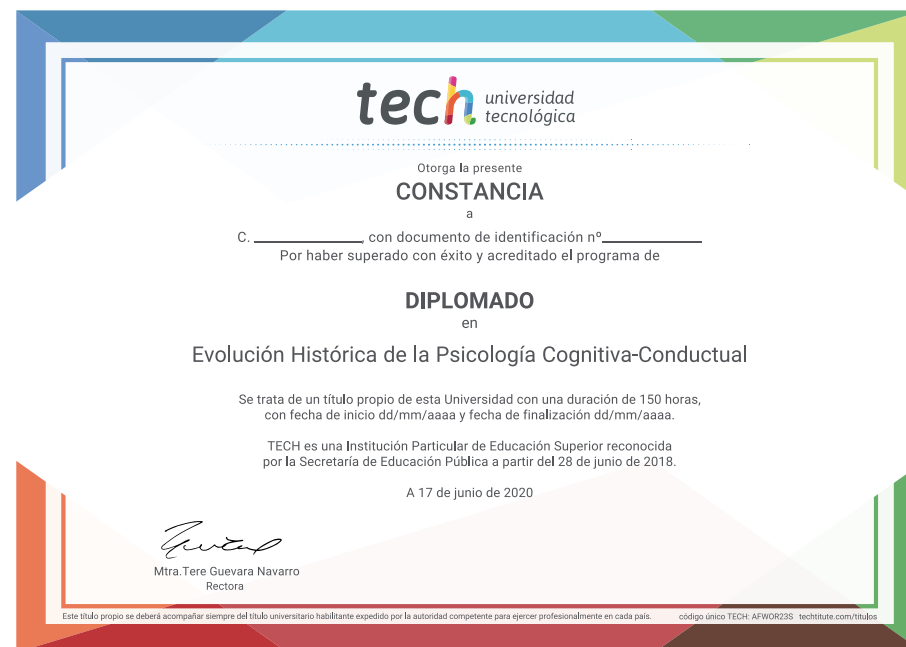 tech universidad
tecnológica
Otorga la presente
CONSTANCIA
a
C. ____________, con documento de identificación nº____________
Por haber superado con éxito y acreditado el programa de
DIPLOMADO
en
Evolución Histórica de la Psicología Cognitiva-Conductual
Se trata de un título propio de esta Universidad con una duración de 150 horas,
con fecha de inicio dd/mm/aaaa y fecha de finalización dd/mm/aaaa.
TECH es una Institución Particular de Educación Superior reconocida
por la Secretaría de Educación Pública a partir del 28 de junio de 2018.
A 17 de junio de 2020
Mtra.Tere Guevara Navarro
Rectora
Este título propio se deberá acompañar siempre del título universitario habilitante expedido por la autoridad competente para ejercer profesionalmente en cada país. código único TECH: AFWOR23S techtitute.com/titulos